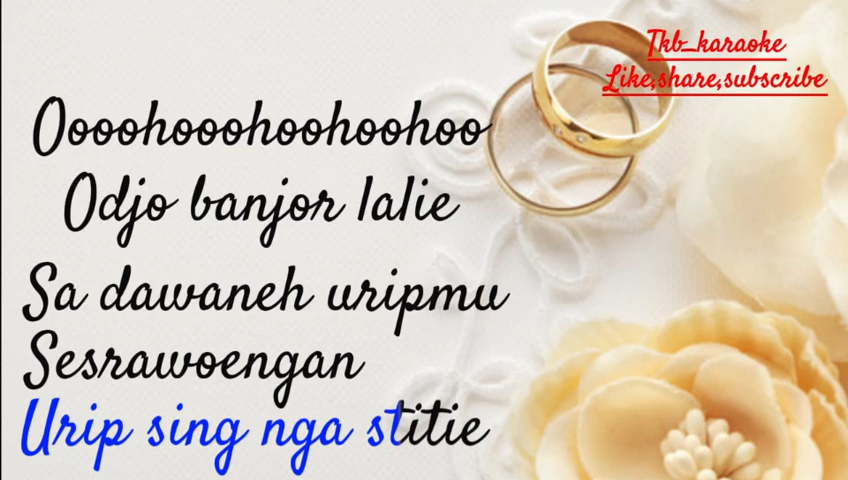 Tkb_karaoke
Like,share,subscribe
Oooohooohoohoohoo
Odjo banjor lalie
Sa dawaneh uripmu
Sesrawoengan
Urip sing nga stitie